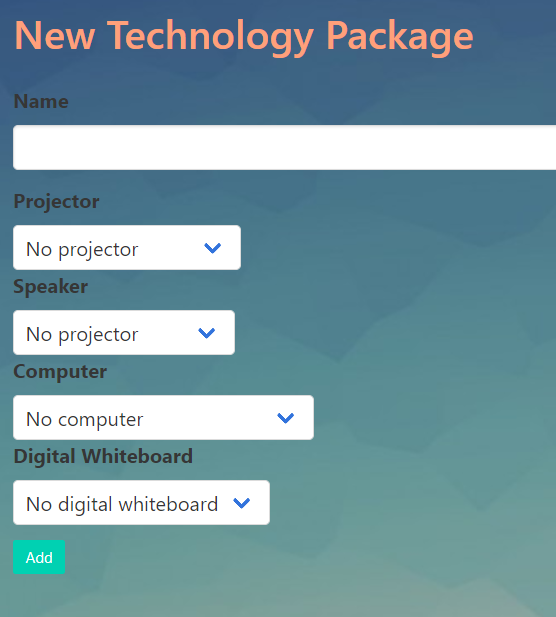 New Technology Package
Name
Projector
No projector
Speaker
No projector
Computer
No computer
Digital Whiteboard
No digital whiteboard
Add